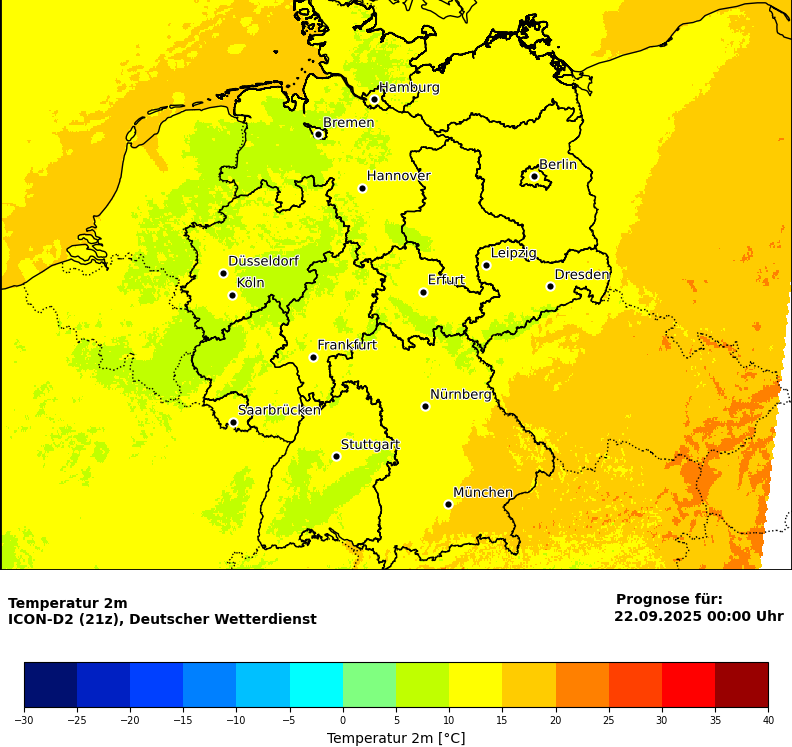 Hamburg
Bremen
Berlin
Hannover
Leipzig
Düsseldorf
Dresden
Köln
Erfurt
Frankfurt
Nürnberg
Saarbrücken
Stuttgart
München
Temperatur 2m
ICON-D2 (21z), Deutscher Wetterdienst
Prognose für:
22.09.2025 00:00 Uhr
−30 −25 −20 −15 −10 −5 0 5 10 15 20 25 30 35 40
Temperatur 2m [°C]